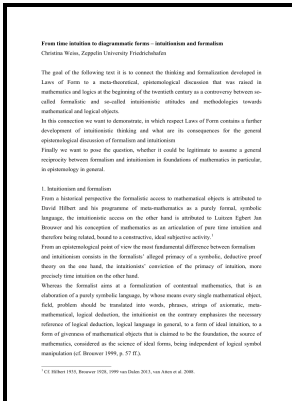 From time intuition to diagrammatic forms – intuitionism and formalism
Christina Weiss, Zeppelin University Friedrichshafen
The goal of the following text it is to connect the thinking and formalization developed in
Laws of Form to a meta-theoretical, epistemological discussion that was raised in
mathematics and logics at the beginning of the twentieth century as a controversy between so-
called formalistic and so-called intuitionistic attitudes and methodologies towards
mathematical and logical objects.
In this connection we want to demonstrate, in which respect Laws of Form contains a further
development of intuitionistic thinking and what are its consequences for the general
epistemological discussion of formalism and intuitionism
Finally we want to pose the question, whether it could be legitimate to assume a general
reciprocity between formalism and intuitionism in foundations of mathematics in particular,
in epistemology in general.
1. Intuitionism and formalism
From a historical perspective the formalistic access to mathematical objects is attributed to
David Hilbert and his programme of meta-mathematics as a purely formal, symbolic
language, the intuitionistic access on the other hand is attributed to Luitzen Egbert Jan
Brouwer and his conception of mathematics as an articulation of pure time intuition and
therefore being related, bound to a constructive, ideal subjective activity.1
From an epistemological point of view the most fundamental difference between formalism
and intuitionism consists in the formalists' alleged primacy of a symbolic, deductive proof
theory on the one hand, the intuitionists' conviction of the primacy of intuition, more
precisely time intuition on the other hand.
Whereas the formalist aims at a formalization of contentual mathematics, that is an
elaboration of a purely symbolic language, by whose means every single mathematical object,
field, problem should be translated into words, phrases, strings of axiomatic, meta-
mathematical, logical deduction, the intuitionist on the contrary emphasizes the necessary
reference of logical deduction, logical language in general, to a form of ideal intuition, to a
form of givenness of mathematical objects that is claimed to be the foundation, the source of
mathematics, considered as the science of ideal forms, being independent of logical symbol
manipulation (cf. Brouwer 1999, p. 57 ff.).
1 Cf. Hilbert 1935, Brouwer 1928, 1999 van Dalen 2013, van Atten et al. 2008.